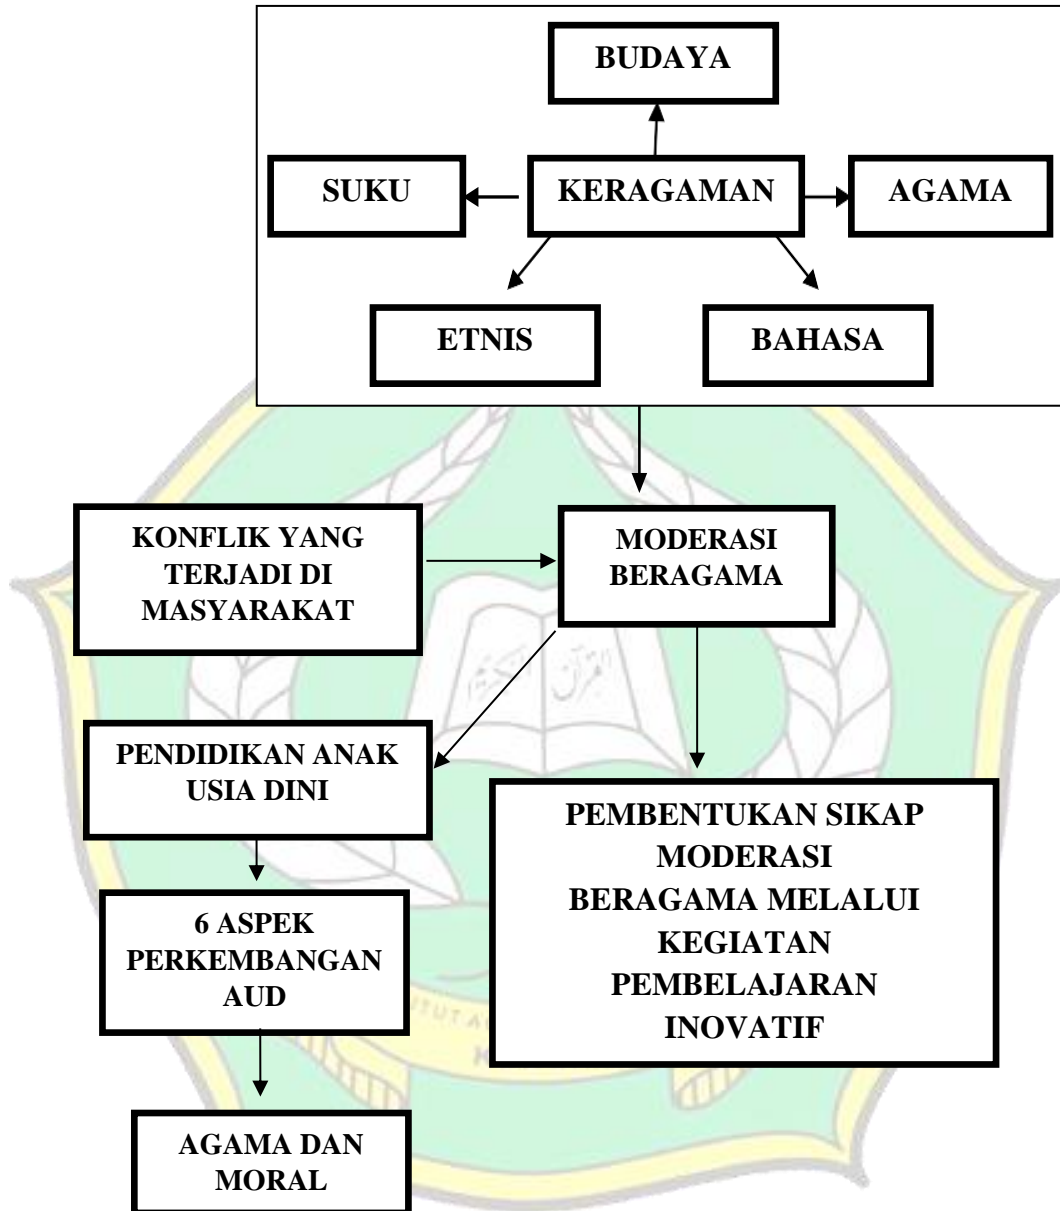 BUDAYA
SUKU
KERAGAMAN
AGAMA
ETNIS
BAHASA
KONFLIK YANG
TERJADI DI
MASYARAKAT
MODERASI
BERAGAMA
PENDIDIKAN ANAK
USIA DINI
PEMBENTUKAN SIKAP
MODERASI
BERAGAMA MELALUI
KEGIATAN
PEMBELAJARAN
INOVATIF
6 ASPEK
PERKEMBANGAN
AUD
AGAMA DAN
MORAL